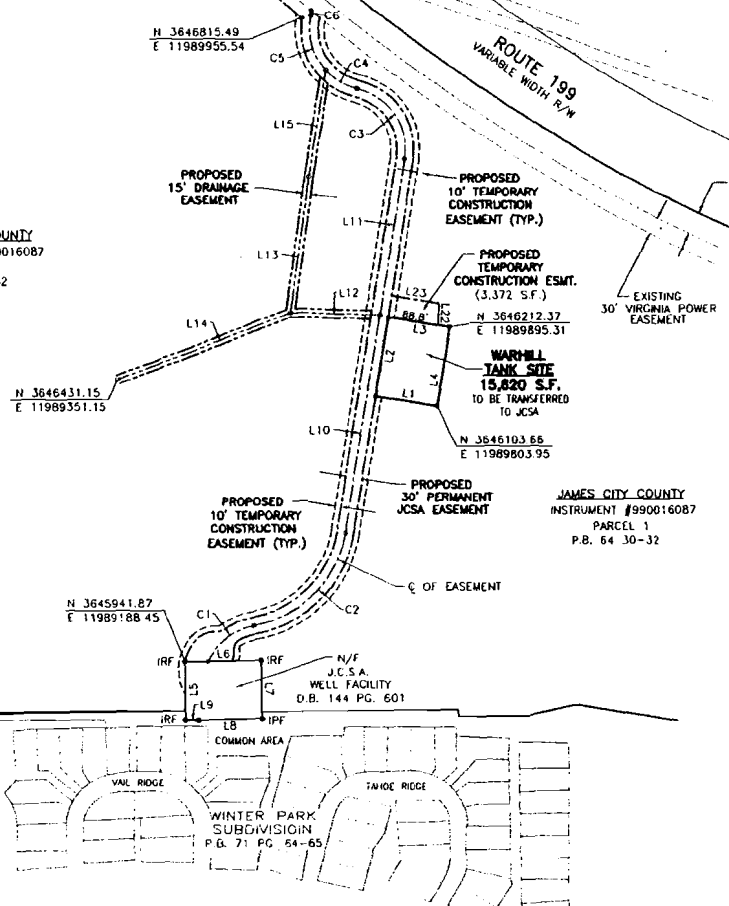 N 3646815.49
E 11989955.54
C6
C5
C4
C3
ROUTE 199
VARIABLE WIDTH R/W
L15
PROPOSED
15' DRAINAGE
EASEMENT
PROPOSED
10' TEMPORARY
CONSTRUCTION
EASEMENT (TYP.)
L11
UNTY
0016087
2
L13
L12
L14
PROPOSED
TEMPORARY
CONSTRUCTION ESMT.
(3,372 S.F.)
L23
L22
88.8'
L3
EXISTING
30' VIRGINIA POWER
EASEMENT
N 3646212.37
E 11989895.31
L2
L4
L1
WARHILL
TANK SITE
15,620 S.F.
TO BE TRANSFERRED
TO JCSA
N 3646431.15
E 11989351.15
L10
N 3646103.66
E 11989803.95
PROPOSED
30' PERMANENT
JCSA EASEMENT
PROPOSED
10' TEMPORARY
CONSTRUCTION
EASEMENT (TYP.)
JAMES CITY COUNTY
INSTRUMENT #990016087
PARCEL 1
P.B. 64 30-32
℄ OF EASEMENT
N 3645941.87
E 11989188.45
C1
C2
IRF
L6
IRF
N/F
J.C.S.A.
WELL FACILITY
D.B. 144 PG. 601
L5
L7
L9
IRF
L8
IPF
COMMON AREA
VAIL RIDGE
TAHOE RIDGE
WINTER PARK
SUBDIVISION
P.B. 71 PG. 64-65